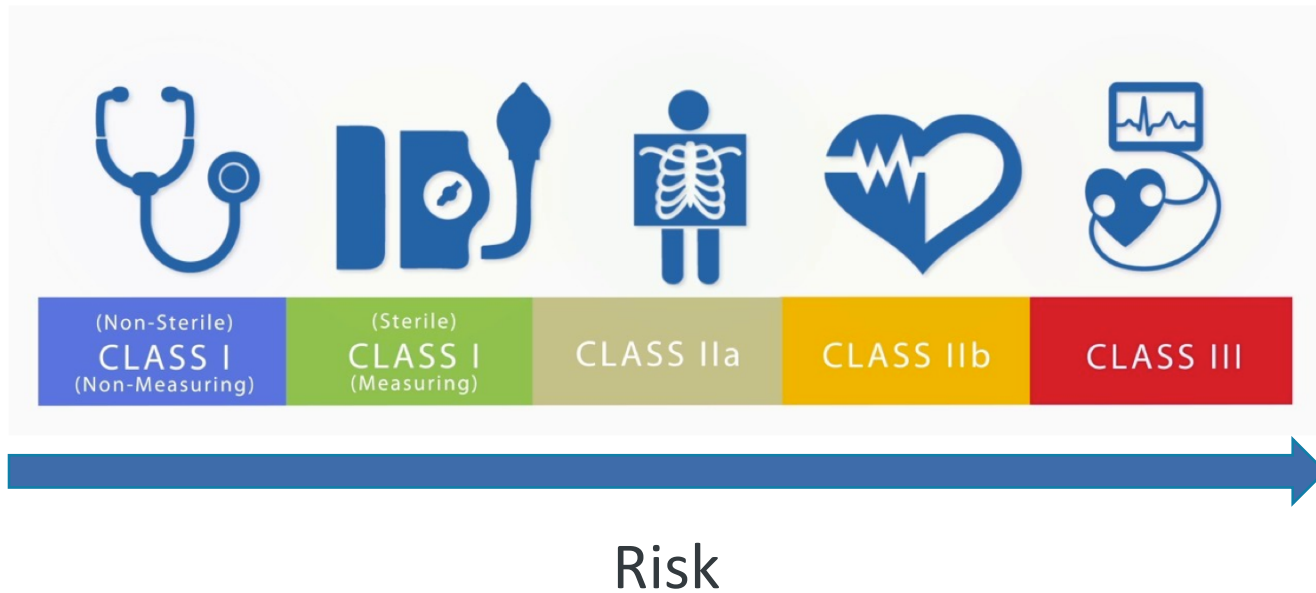 (Non-Sterile)
CLASS I
(Non-Measuring)
(Sterile)
CLASS I
(Measuring)
CLASS IIa
CLASS IIb
CLASS III
Risk